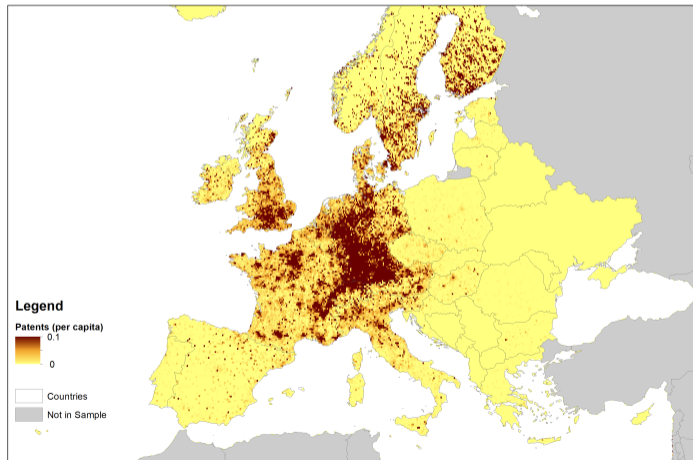 Legend
Patents (per capita)
0.1
0
Countries
Not in Sample